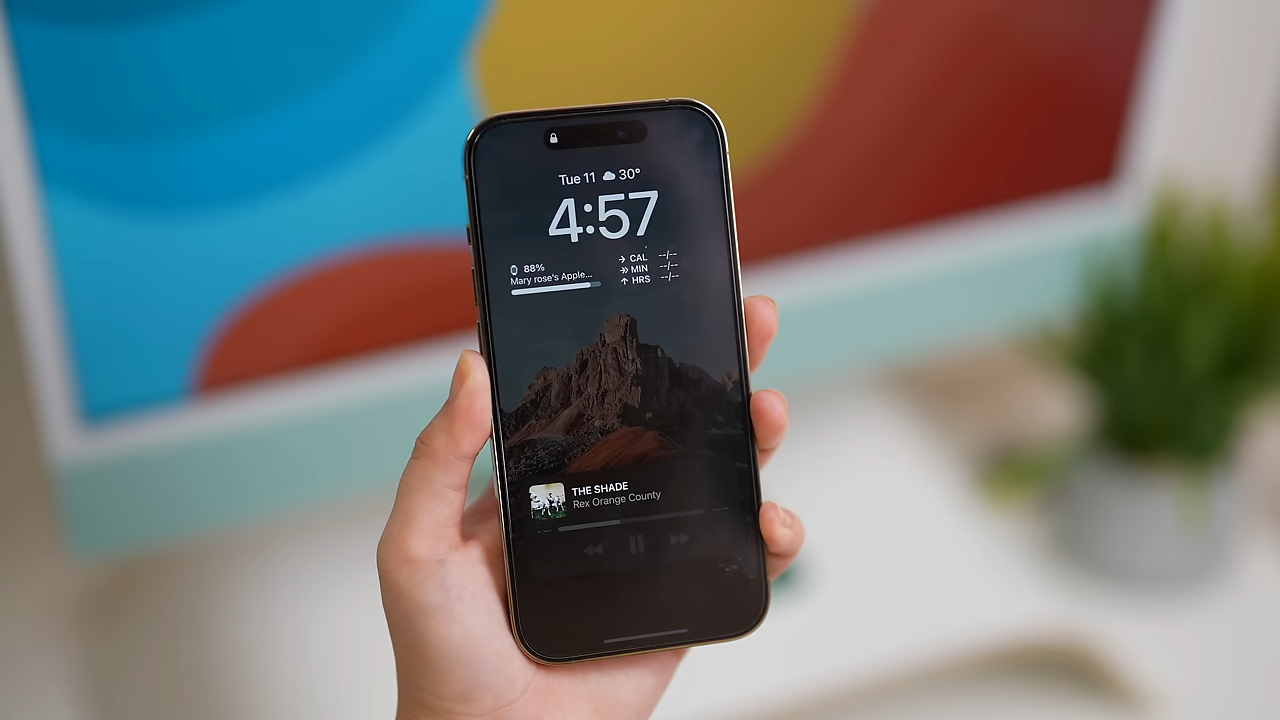 Tue 11 30°
4:57
88%
Mary rose's Apple...
CAL --/--
MIN --/--
HRS --/--
THE SHADE
Rex Orange County